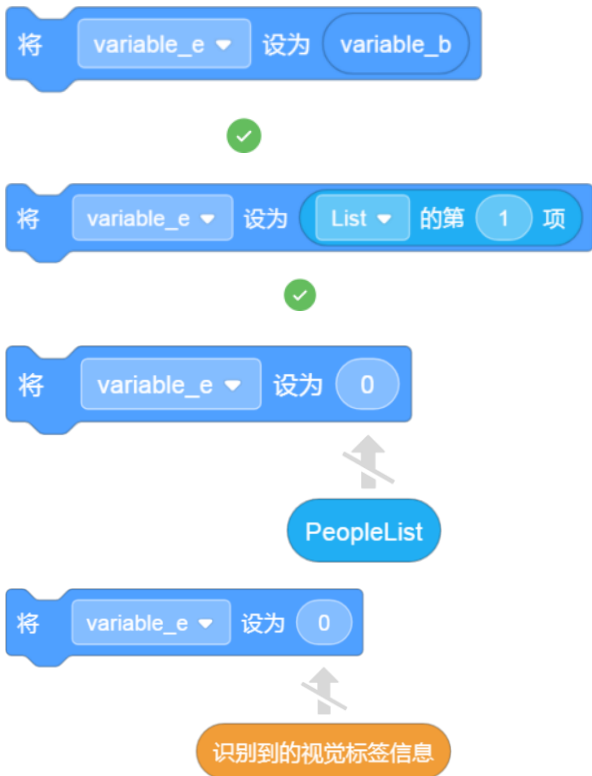 将 variable_e 设为 variable_b
将 variable_e 设为 List 的第 1 项
将 variable_e 设为 0
PeopleList
将 variable_e 设为 0
识别到的视觉标签信息